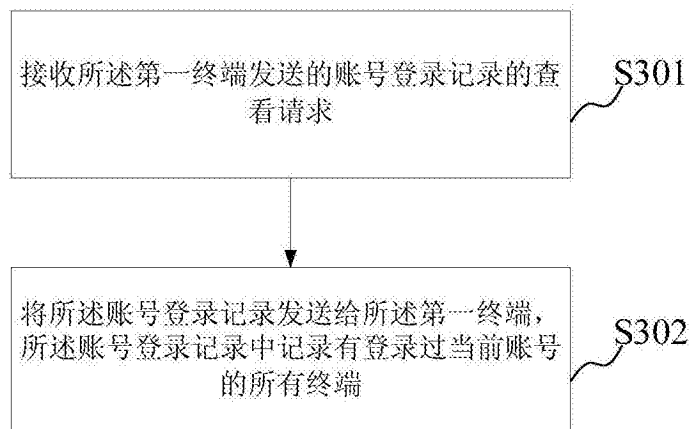 接收所述第一终端发送的账号登录记录的查
看请求
S301
将所述账号登录记录发送给所述第一终端，
所述账号登录记录中记录有登录过当前账号
的所有终端
S302